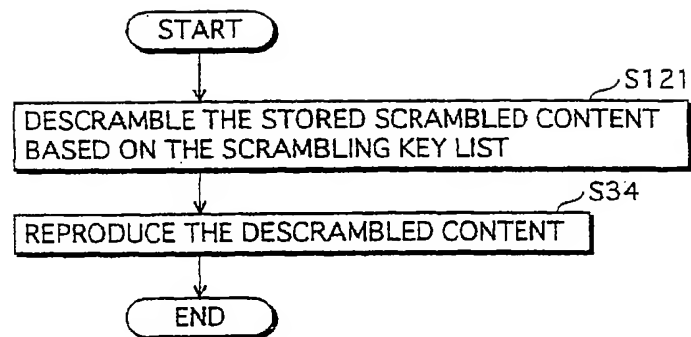 START
S121
DESCRAMBLE THE STORED SCRAMBLED CONTENT
BASED ON THE SCRAMBLING KEY LIST
S34
REPRODUCE THE DESCRAMBLED CONTENT
END